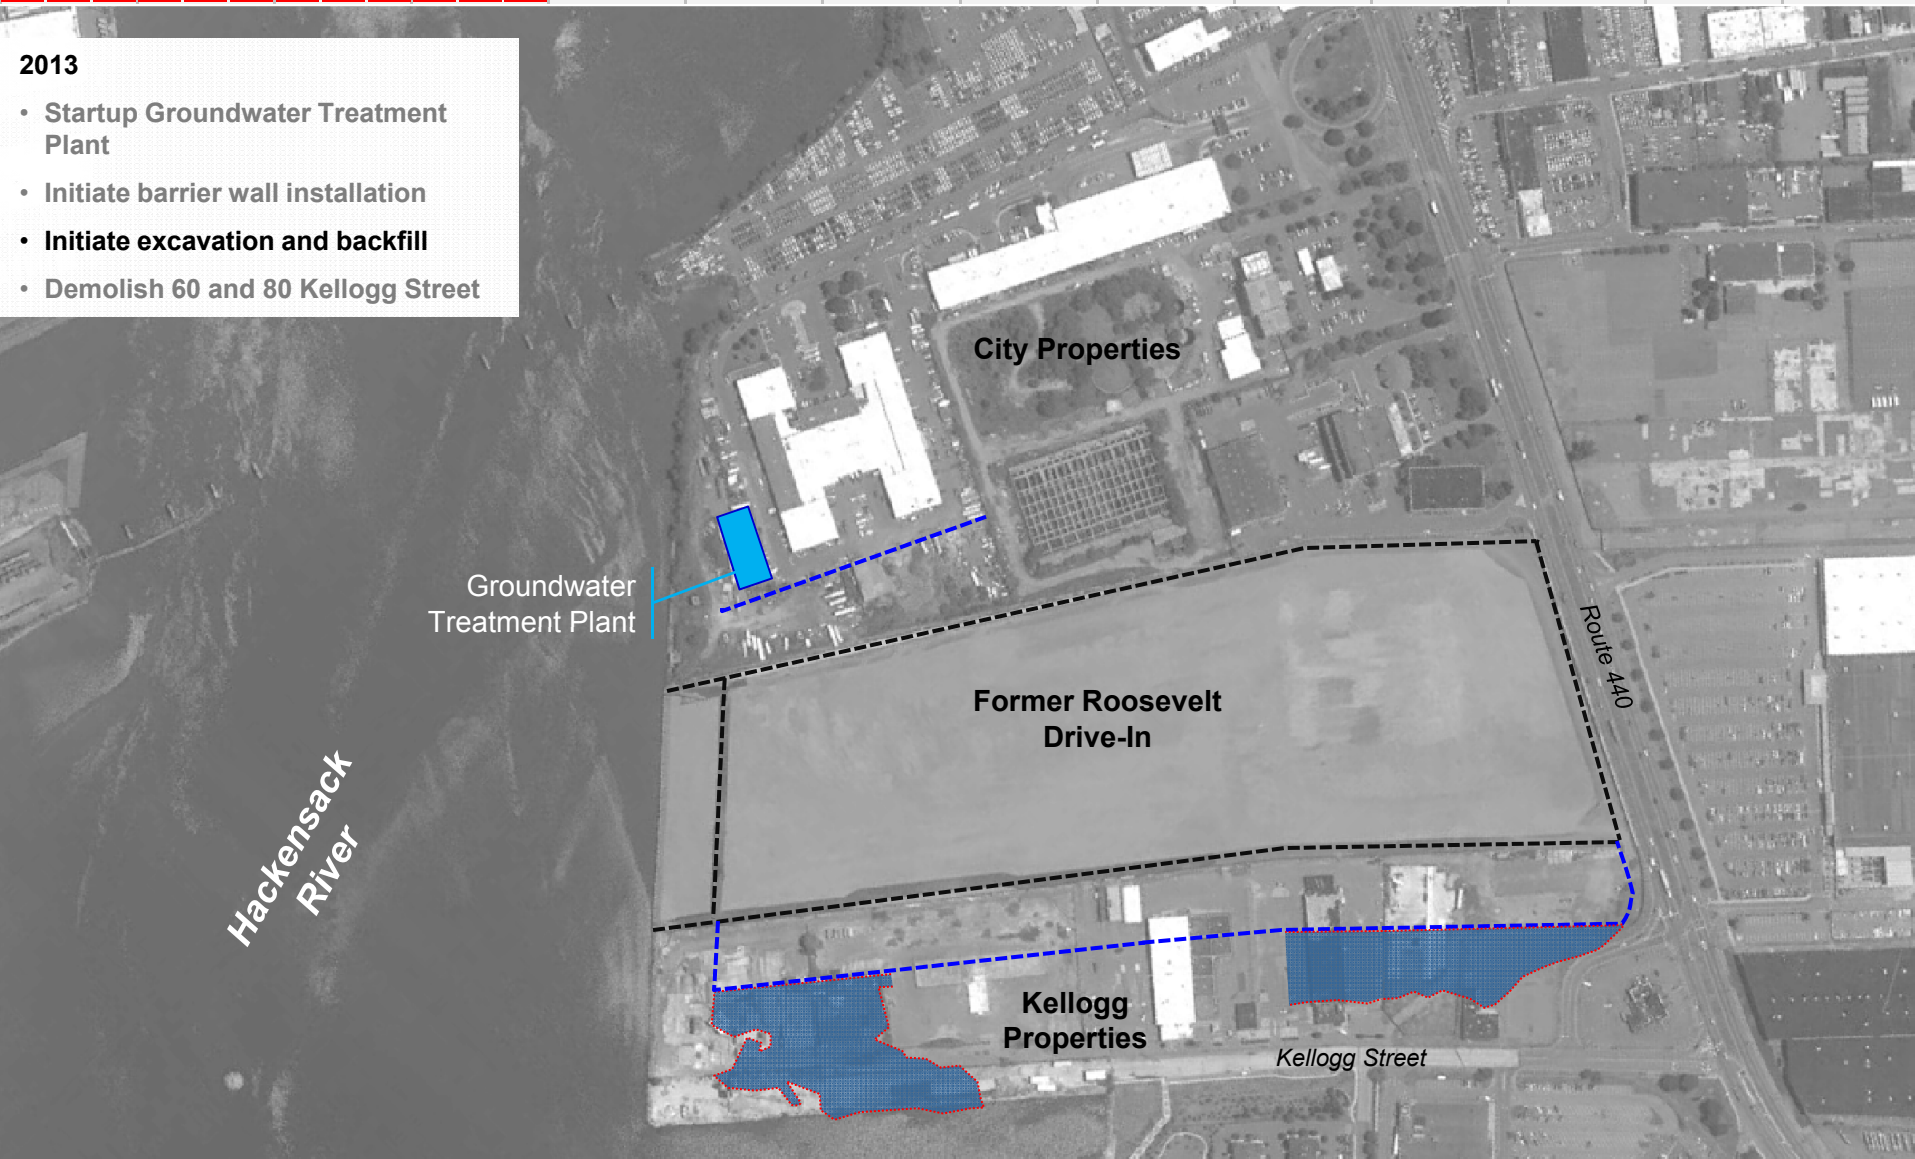 2013
• Startup Groundwater Treatment
Plant
• Initiate barrier wall installation
• Initiate excavation and backfill
• Demolish 60 and 80 Kellogg Street
City Properties
Groundwater
Treatment Plant
Route 440
Former Roosevelt
Drive-In
Hackensack
River
Kellogg
Properties
Kellogg Street